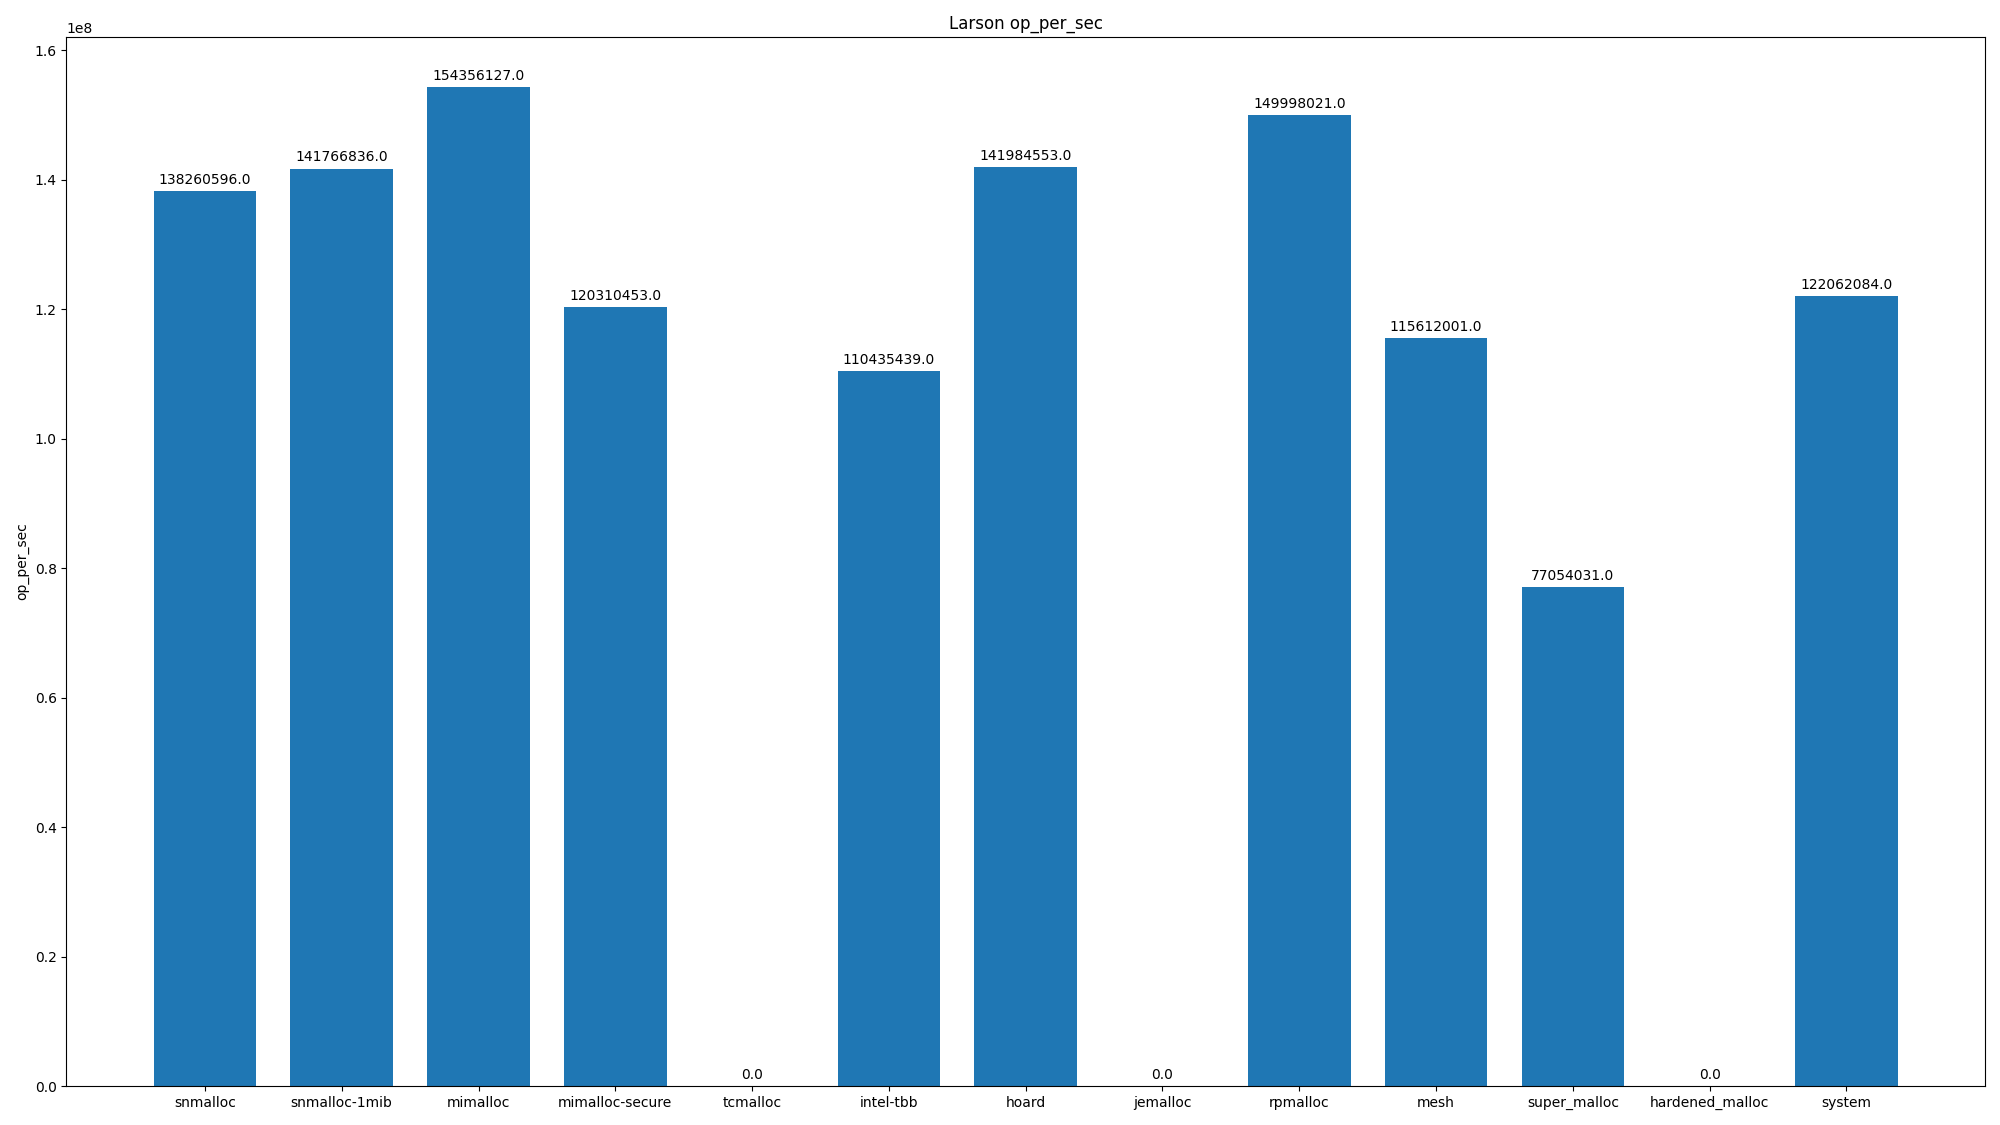 Larson op_per_sec
1e8
1.6
1.4
1.2
1.0
0.8
0.6
0.4
0.2
0.0
op_per_sec
138260596.0
141766836.0
154356127.0
120310453.0
0.0
110435439.0
141984553.0
0.0
149998021.0
115612001.0
77054031.0
0.0
122062084.0
snmalloc
snmalloc-1mib
mimalloc
mimalloc-secure
tcmalloc
intel-tbb
hoard
jemalloc
rpmalloc
mesh
super_malloc
hardened_malloc
system